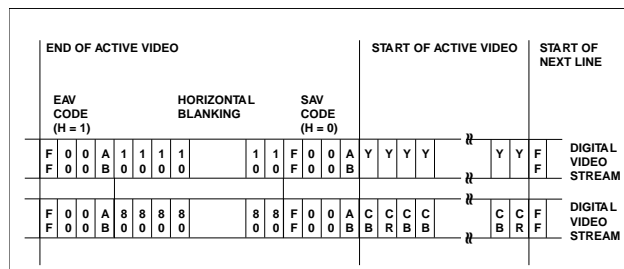 END OF ACTIVE VIDEO START OF ACTIVE VIDEO START OF
NEXT LINE
EAV CODE (H = 1)
HORIZONTAL BLANKING
SAV CODE (H = 0)
F 0 0 A 1 1 1 1 1 1 F 0 0 A Y Y Y Y Y Y F
F 0 0 B 0 0 0 0 0 0 F 0 0 B F
DIGITAL
VIDEO
STREAM
F 0 0 A 8 8 8 8 8 8 F 0 0 A C C C C C C F
F 0 0 B 0 0 0 0 0 0 F 0 0 B B R B B B R F
DIGITAL
VIDEO
STREAM